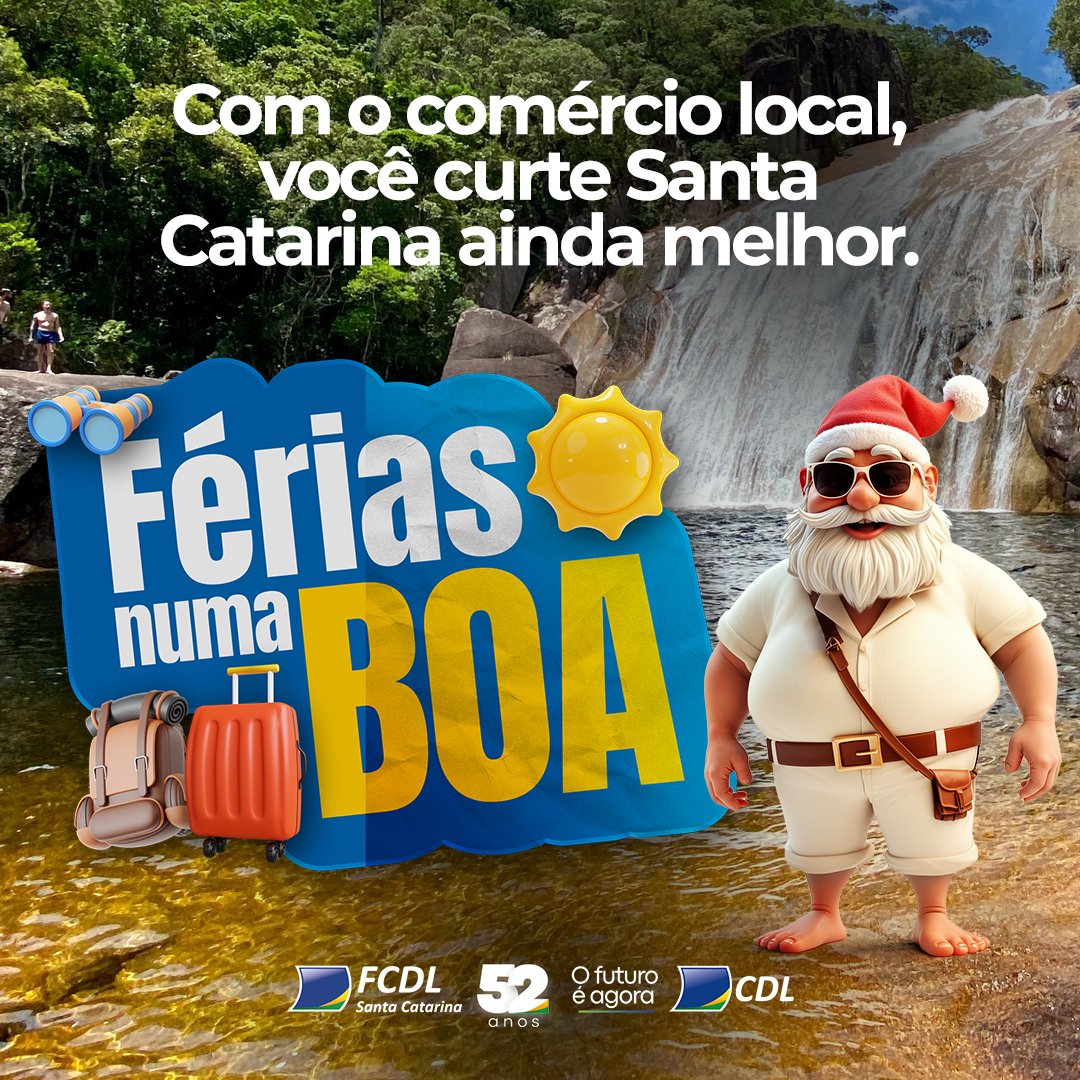 Com o comércio local,
você curte Santa
Catarina ainda melhor.
Férias
numa
BOA
FCDL
Santa Catarina
52
anos
O futuro
é agora
CDL